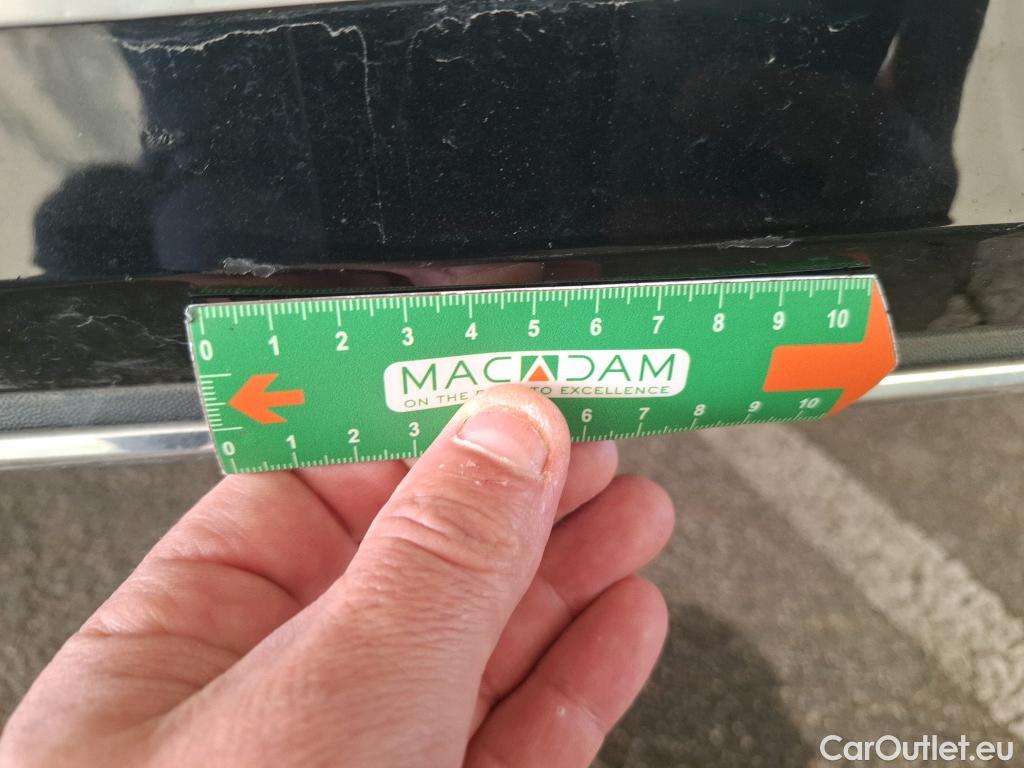 0 1 2 3 4 5 6 7 8 9 10
MACADAM
ON THE TO EXCELLENCE
0 1 2 3 6 7 8 9 10
CarOutlet.eu